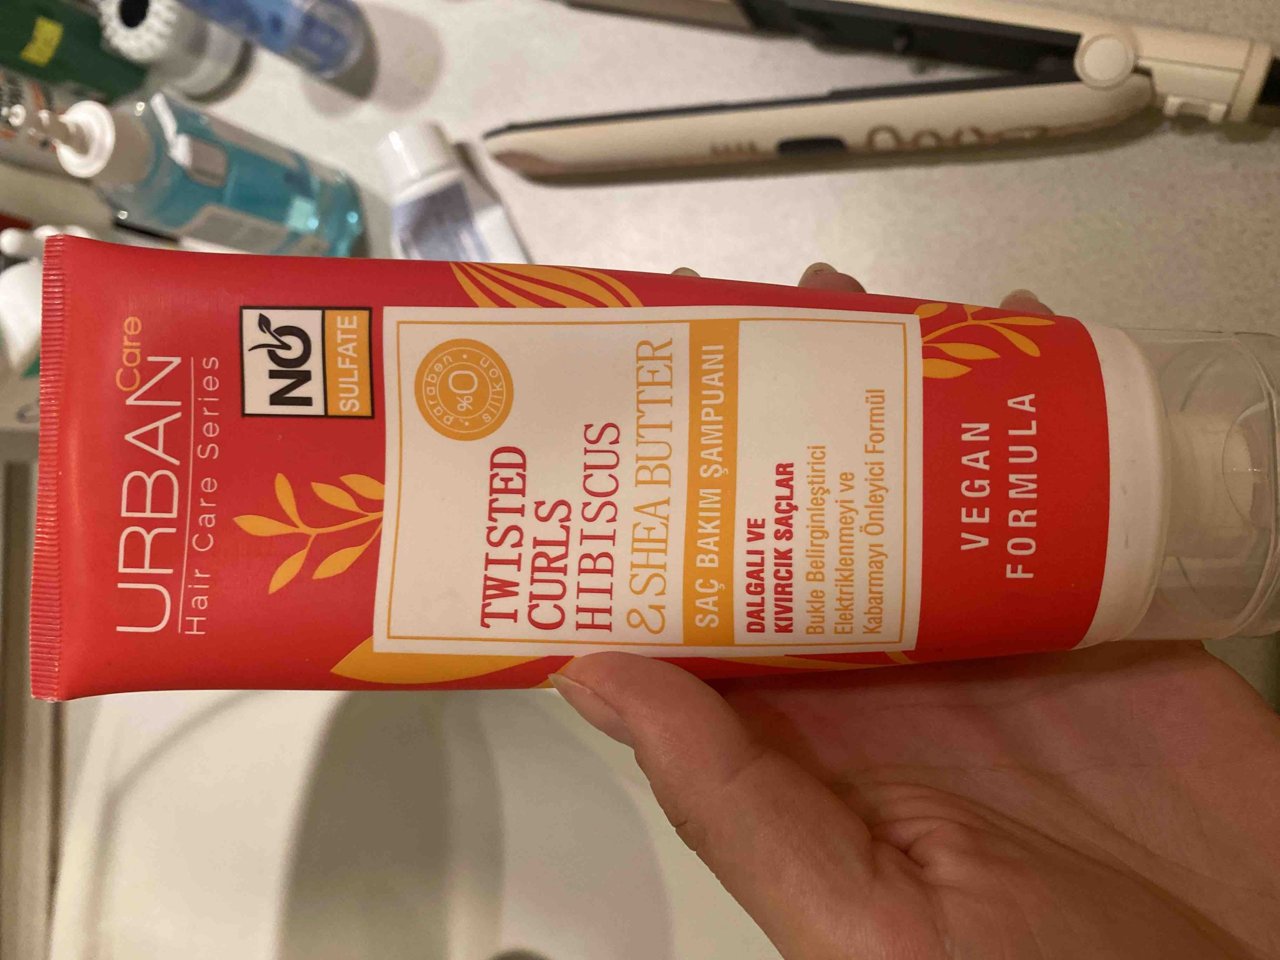 URBAN Care
Hair Care Series
NO
SULFATE
paraben
%0
silikon
TWISTED
CURLS
HIBISCUS
& SHEA BUTTER
SAÇ BAKIM ŞAMPUANI
DALGALI VE
KIVIRCIK SAÇLAR
Bukle Belirginleştirici
Elektriklenmeyi ve
Kabarmayı Önleyici Formül
VEGAN
FORMULA